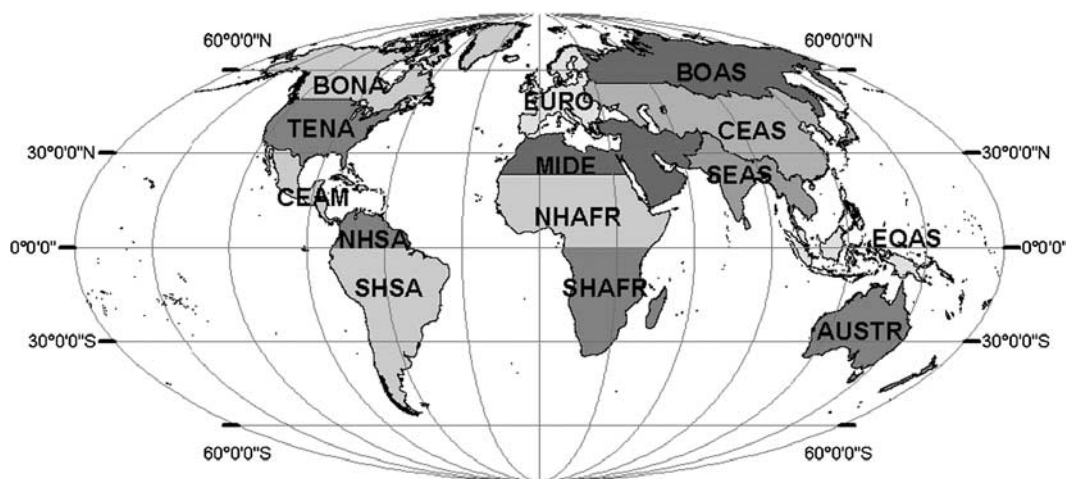 60°0'0"N
60°0'0"N
BONA
BOAS
EURO
TENA
CEAS
30°0'0"N
30°0'0"N
MIDE
SEAS
CEAM
NHAFR
NHSA
EQAS
0°0'0"
0°0'0"
SHSA
SHAFR
AUSTR
30°0'0"S
30°0'0"S
60°0'0"S
60°0'0"S